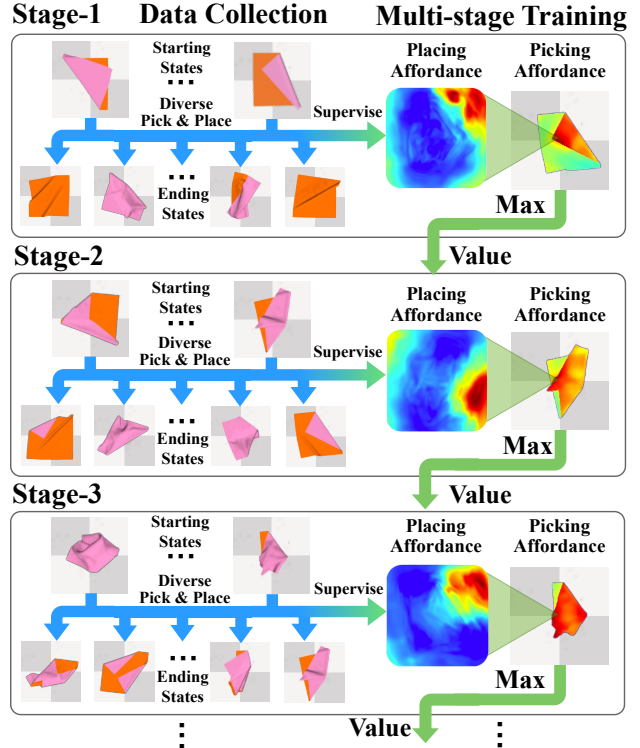 Stage-1 Data Collection Multi-stage Training
Starting
States
...
Diverse
Pick & Place
Supervise
...
Ending
States
Placing
Affordance
Picking
Affordance
Max
Value
Stage-2
Starting
States
...
Diverse
Pick & Place
Supervise
...
Ending
States
Placing
Affordance
Picking
Affordance
Max
Value
Stage-3
Starting
States
...
Diverse
Pick & Place
Supervise
...
Ending
States
Placing
Affordance
Picking
Affordance
Max
Value